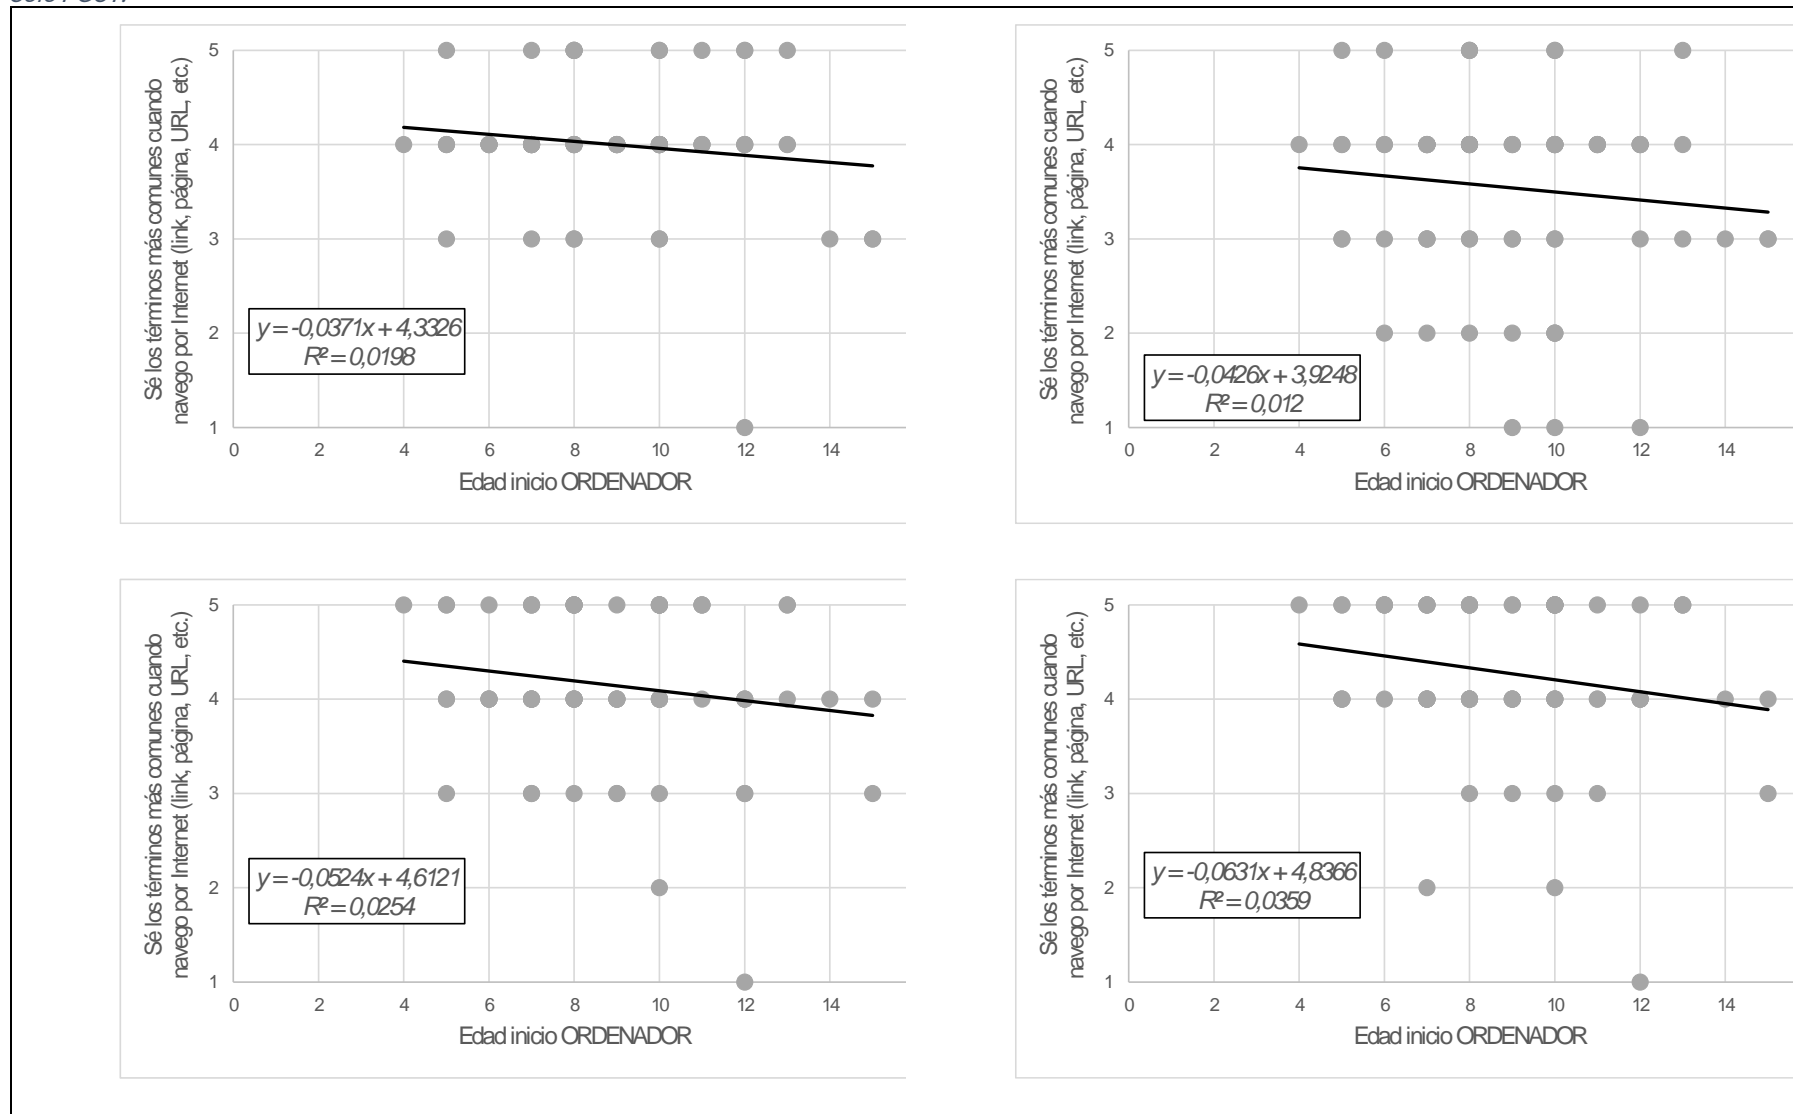 5
4
3
2
1
0 2 4 6 8 10 12 14
Sé los términos más comunes cuando
navego por Internet (link, página, URL, etc.)
y = -0,0371x + 4,3326
R² = 0,0198
Edad inicio ORDENADOR
5
4
3
2
1
0 2 4 6 8 10 12 14
Sé los términos más comunes cuando
navego por Internet (link, página, URL, etc.)
y = -0,0426x + 3,9248
R² = 0,012
Edad inicio ORDENADOR
5
4
3
2
1
0 2 4 6 8 10 12 14
Sé los términos más comunes cuando
navego por Internet (link, página, URL, etc.)
y = -0,0524x + 4,6121
R² = 0,0254
Edad inicio ORDENADOR
5
4
3
2
1
0 2 4 6 8 10 12 14
Sé los términos más comunes cuando
navego por Internet (link, página, URL, etc.)
y = -0,0631x + 4,8366
R² = 0,0359
Edad inicio ORDENADOR